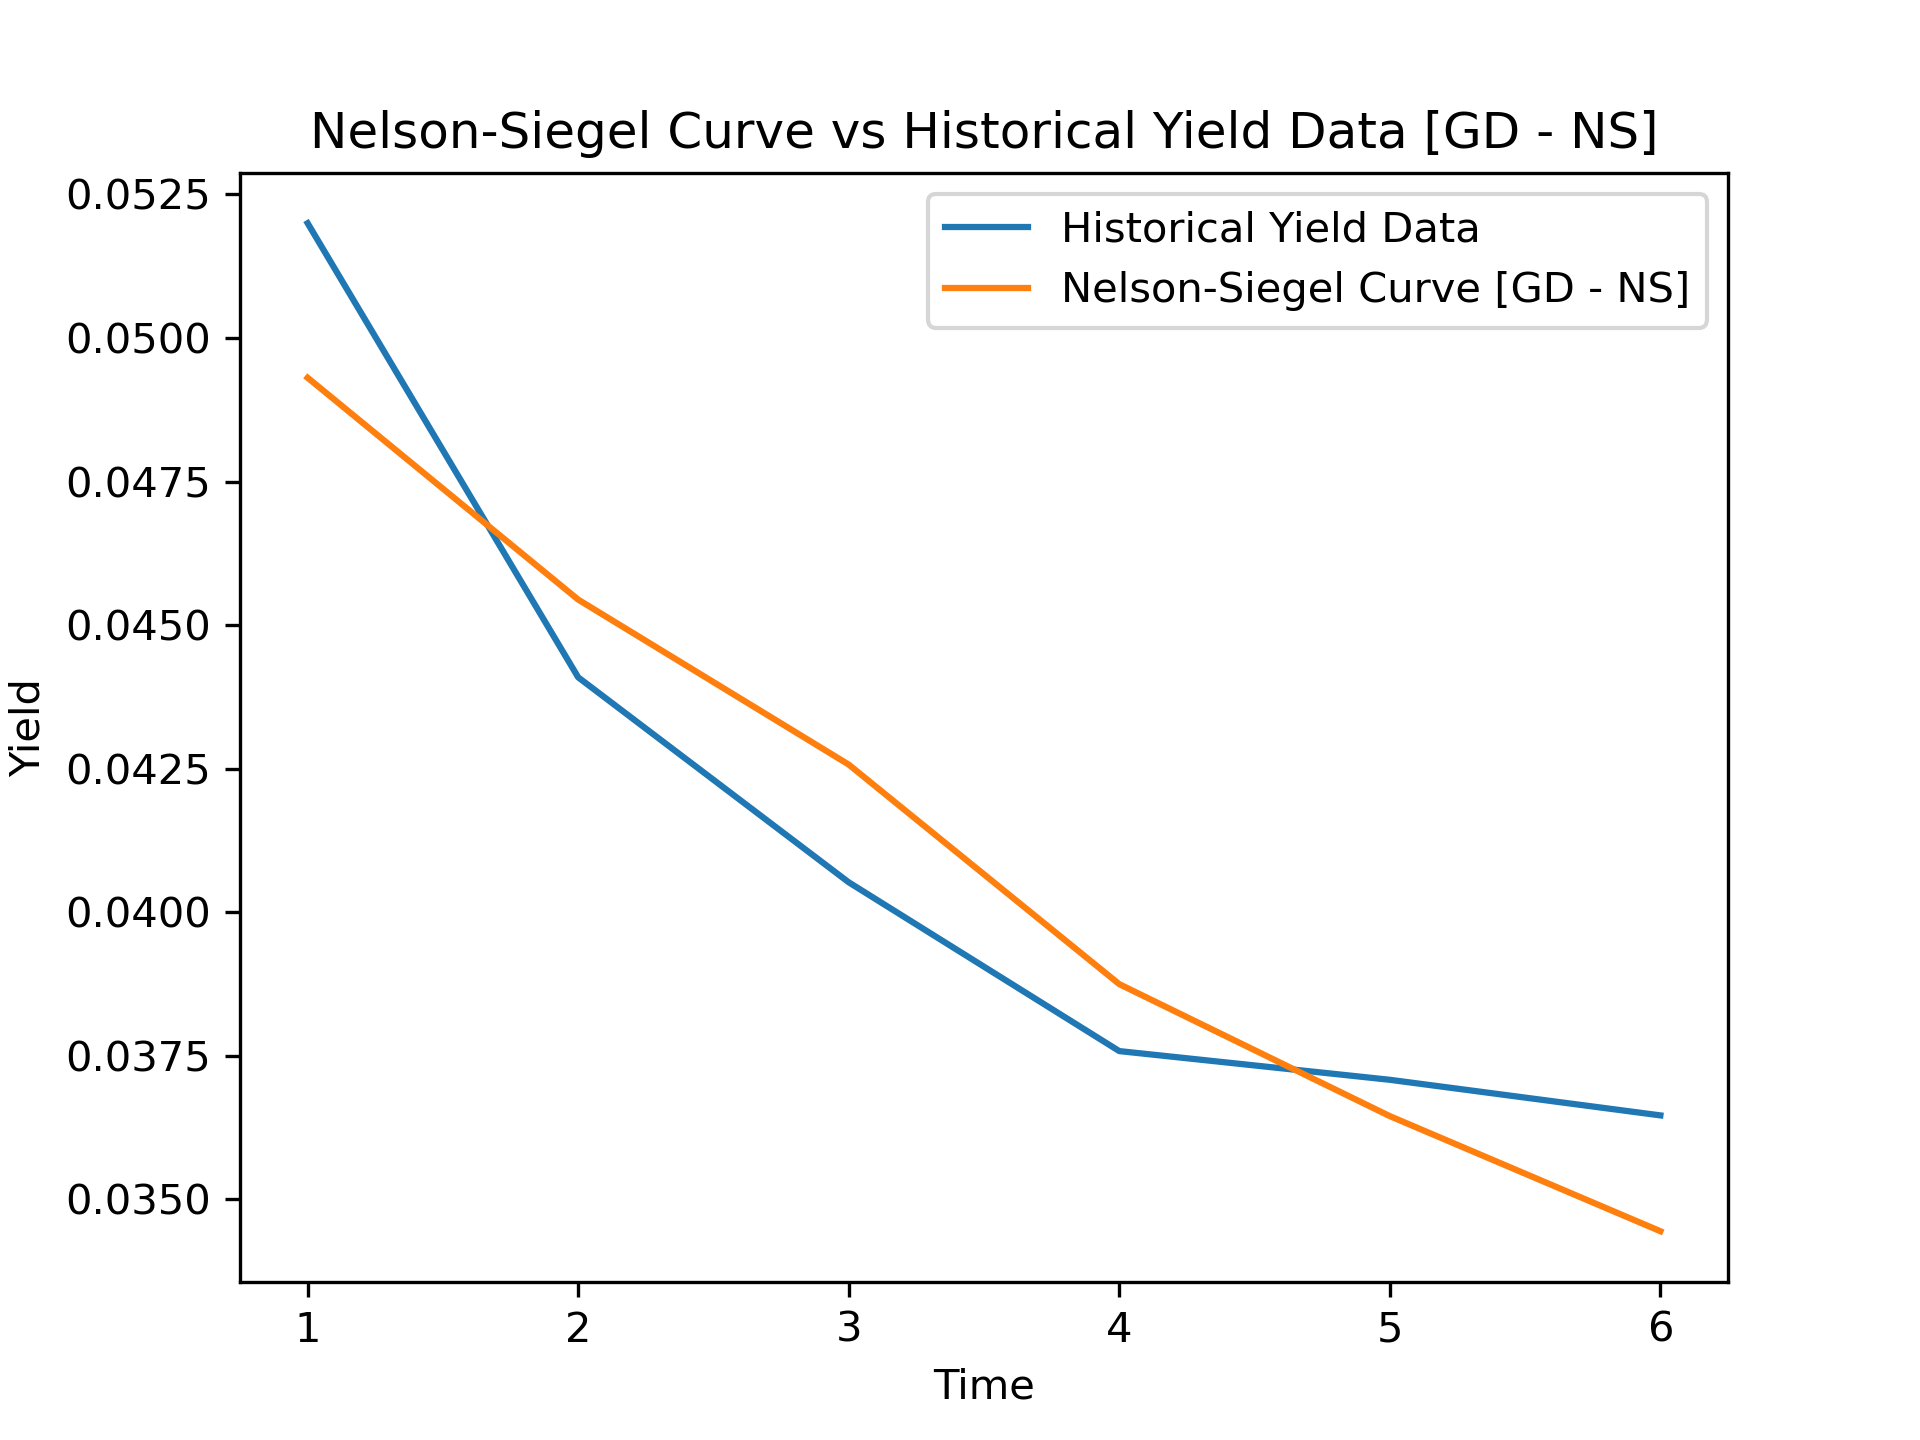 Nelson-Siegel Curve vs Historical Yield Data [GD - NS]
Historical Yield Data
Nelson-Siegel Curve [GD - NS]
0.0525
0.0500
0.0475
0.0450
0.0425
0.0400
0.0375
0.0350
Yield
1 2 3 4 5 6
Time